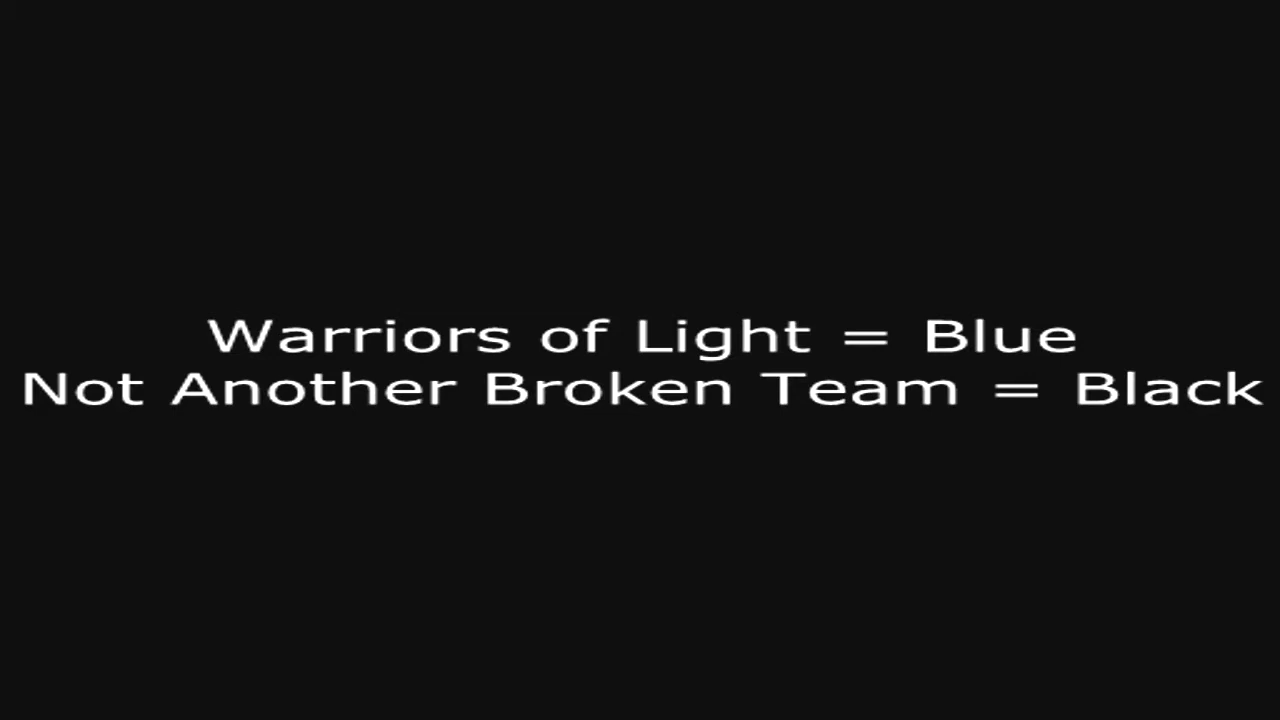 Warriors of Light = Blue
Not Another Broken Team = Black